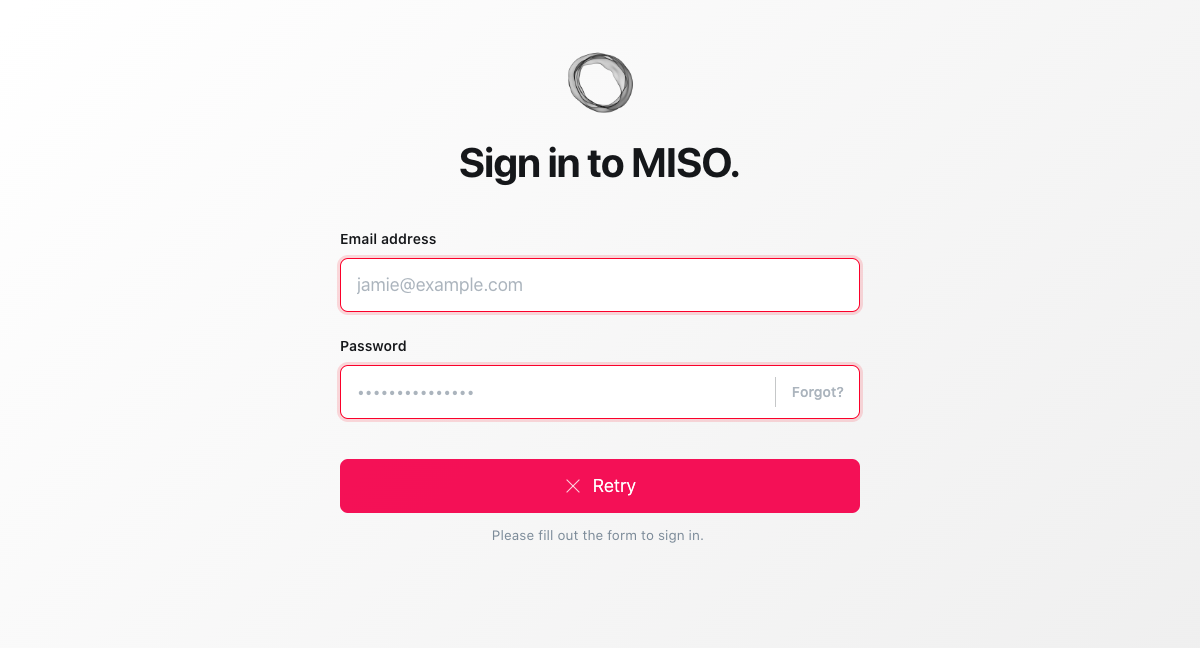 Sign in to MISO.
Email address
jamie@example.com
Password
•••••••••••••••
Forgot?
Retry
Please fill out the form to sign in.